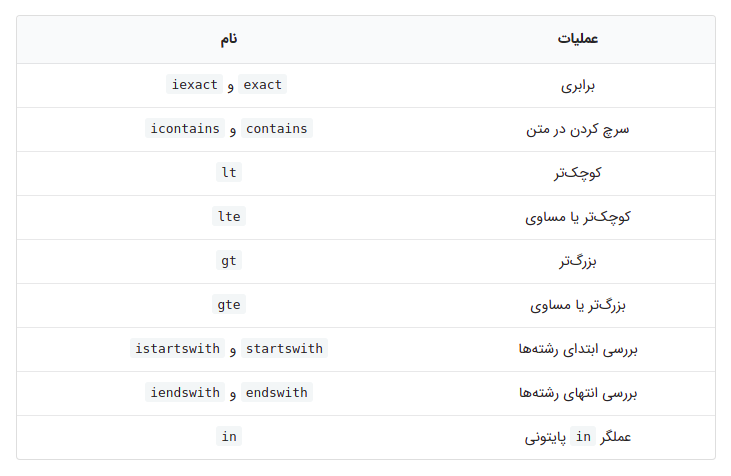 عملیات نام
برابری exact و iexact
سرچ کردن در متن contains و icontains
کوچک‌تر lt
کوچک‌تر یا مساوی lte
بزرگ‌تر gt
بزرگ‌تر یا مساوی gte
بررسی ابتدای رشته‌ها startswith و istartswith
بررسی انتهای رشته‌ها endswith و iendswith
عملگر in پایتونی in